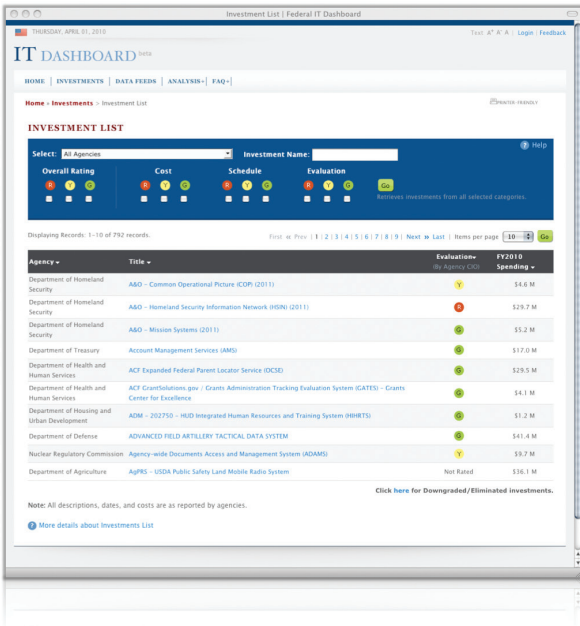 Investment List | Federal IT Dashboard
THURSDAY, APRIL 01, 2010
Text A+ A- A | Login | Feedback
IT DASHBOARD beta
HOME | INVESTMENTS | DATA FEEDS | ANALYSIS+ | FAQ+|
Home » Investments > Investment List
PRINTER-FRIENDLY
INVESTMENT LIST
? Help
Select: All Agencies Investment Name:
Overall Rating Cost Schedule Evaluation
R Y G R Y G R Y G R Y G Go
Retrieves investments from all selected categories.
Displaying Records: 1-10 of 792 records. First « Prev | 1 | 2 | 3 | 4 | 5 | 6 | 7 | 8 | 9 | Next » Last | Items per page 10 Go
Agency Title Evaluation (By Agency CIO) FY2010 Spending
Department of Homeland Security A&O - Common Operational Picture (COP) (2011) Y $4.6 M
Department of Homeland Security A&O - Homeland Security Information Network (HSIN) (2011) R $29.7 M
Department of Homeland Security A&O - Mission Systems (2011) G $5.2 M
Department of Treasury Account Management Services (AMS) G $17.0 M
Department of Health and Human Services ACF Expanded Federal Parent Locator Service (OCSE) G $29.5 M
Department of Health and Human Services ACF GrantSolutions.gov / Grants Administration Tracking Evaluation System (GATES) - Grants Center for Excellence G $4.1 M
Department of Housing and Urban Development ADM - 202750 - HUD Integrated Human Resources and Training System (HIHRTS) G $1.2 M
Department of Defense ADVANCED FIELD ARTILLERY TACTICAL DATA SYSTEM G $41.4 M
Nuclear Regulatory Commission Agency-wide Documents Access and Management System (ADAMS) Y $9.7 M
Department of Agriculture AgPRS - USDA Public Safety Land Mobile Radio System Not Rated $36.1 M
Click here for Downgraded/Eliminated investments.
Note: All descriptions, dates, and costs are as reported by agencies.
? More details about Investments List